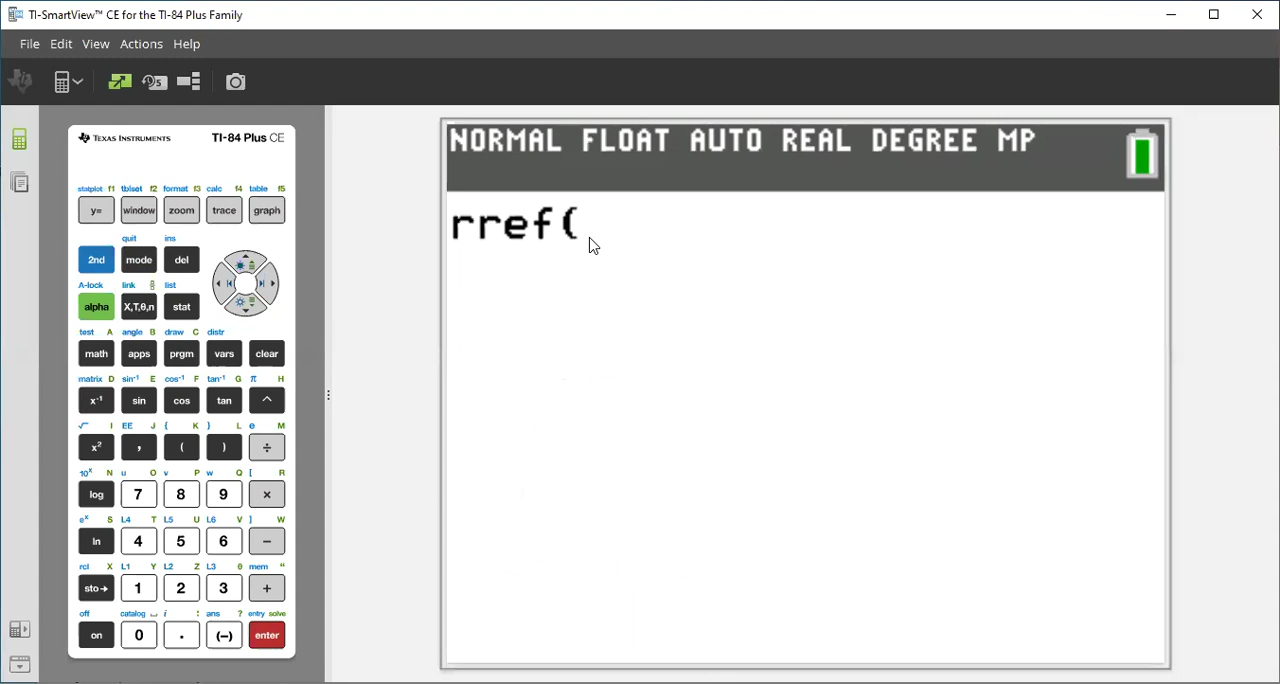 TI-SmartView™ CE for the TI-84 Plus Family
File Edit View Actions Help
TEXAS INSTRUMENTS TI-84 Plus CE
statplot f1 tblset f2 format f3 calc f4 table f5
y= window zoom trace graph
quit ins
2nd mode del
A-lock link list
alpha X,T,θ,n stat
test A angle B draw C distr
math apps prgm vars clear
matrix D sin⁻¹ E cos⁻¹ F tan⁻¹ G π H
x⁻¹ sin cos tan ^
√ I EE J { K } L e M
x² , ( ) ÷
10ˣ N u O v P w Q [ R
log 7 8 9 ×
eˣ S L4 T L5 U L6 V ] W
ln 4 5 6 −
rcl X L1 Y L2 Z L3 θ mem "
sto→ 1 2 3 +
off catalog i : ans ? entry solve
on 0 . (−) enter
NORMAL FLOAT AUTO REAL DEGREE MP
rref(